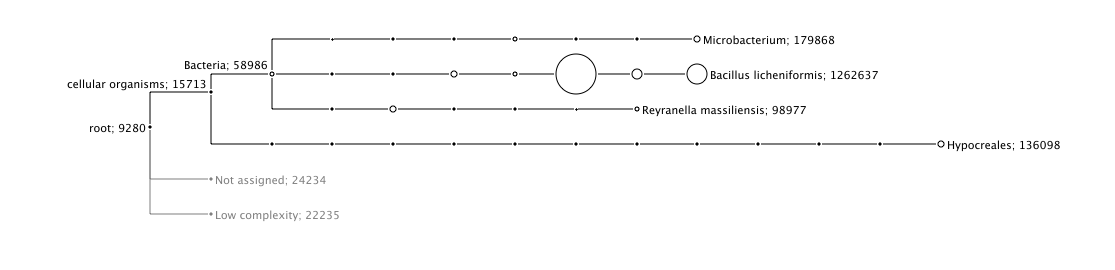 Microbacterium; 179868
Bacteria; 58986
Bacillus licheniformis; 1262637
cellular organisms; 15713
Reyranella massiliensis; 98977
root; 9280
Hypocreales; 136098
Not assigned; 24234
Low complexity; 22235